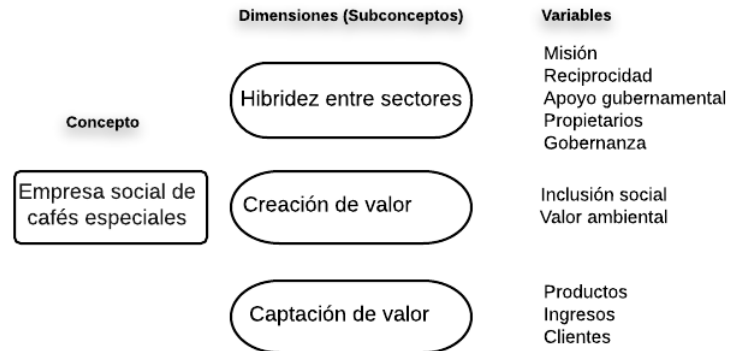 Dimensiones (Subconceptos)
Variables
Concepto
Empresa social de
cafés especiales
Hibridez entre sectores
Misión
Reciprocidad
Apoyo gubernamental
Propietarios
Gobernanza
Creación de valor
Inclusión social
Valor ambiental
Captación de valor
Productos
Ingresos
Clientes